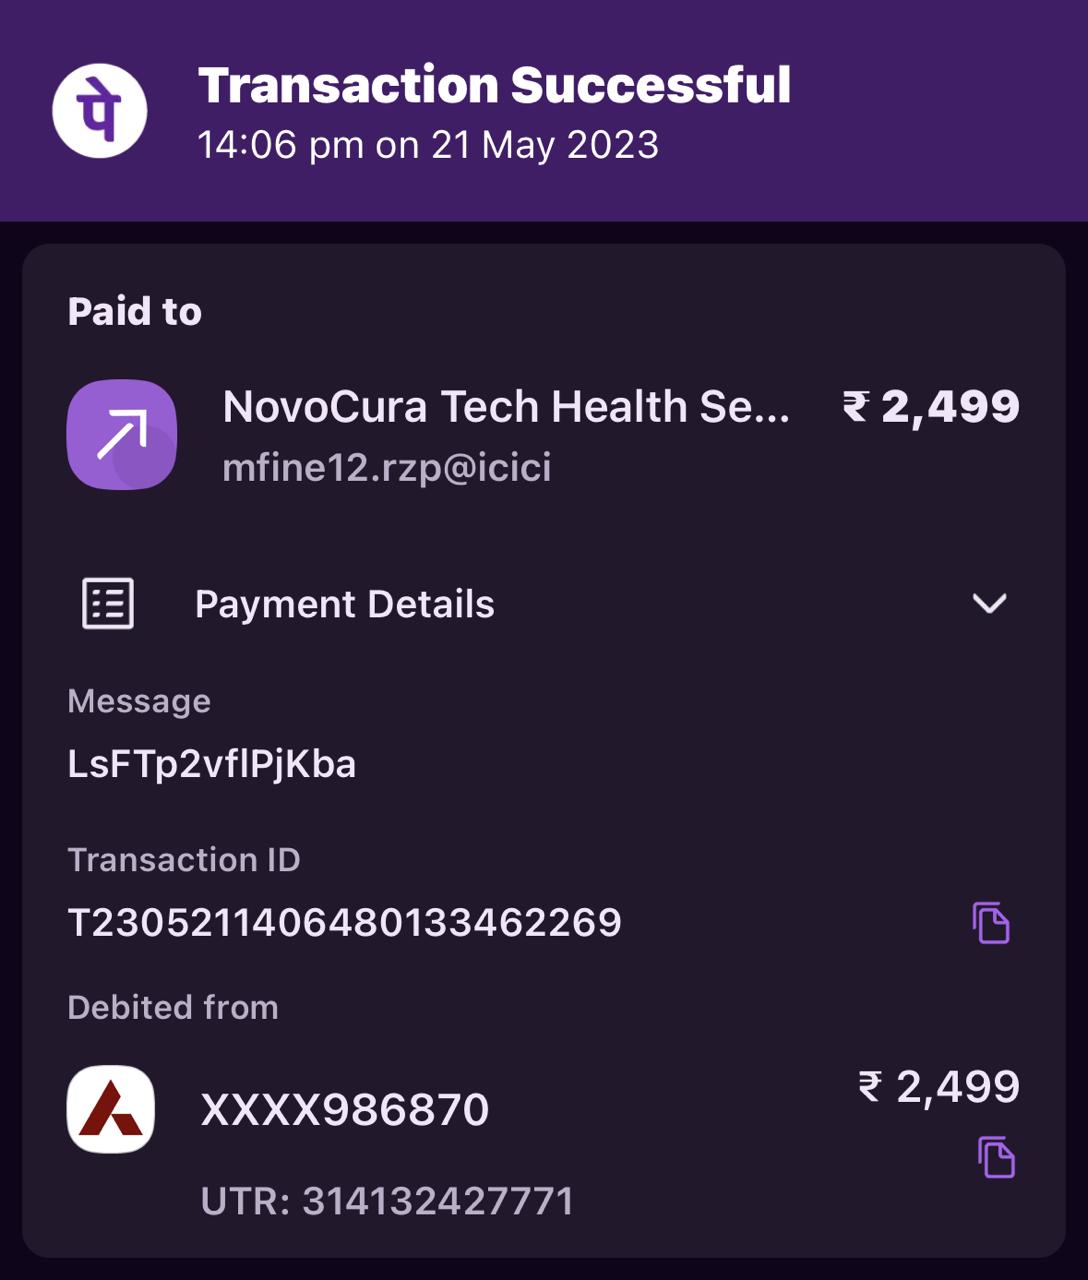 पे
Transaction Successful
14:06 pm on 21 May 2023
Paid to
NovoCura Tech Health Se... ₹ 2,499
mfine12.rzp@icici
Payment Details
Message
LsFTp2vflPjKba
Transaction ID
T2305211406480133462269
Debited from
XXXX986870 ₹ 2,499
UTR: 314132427771